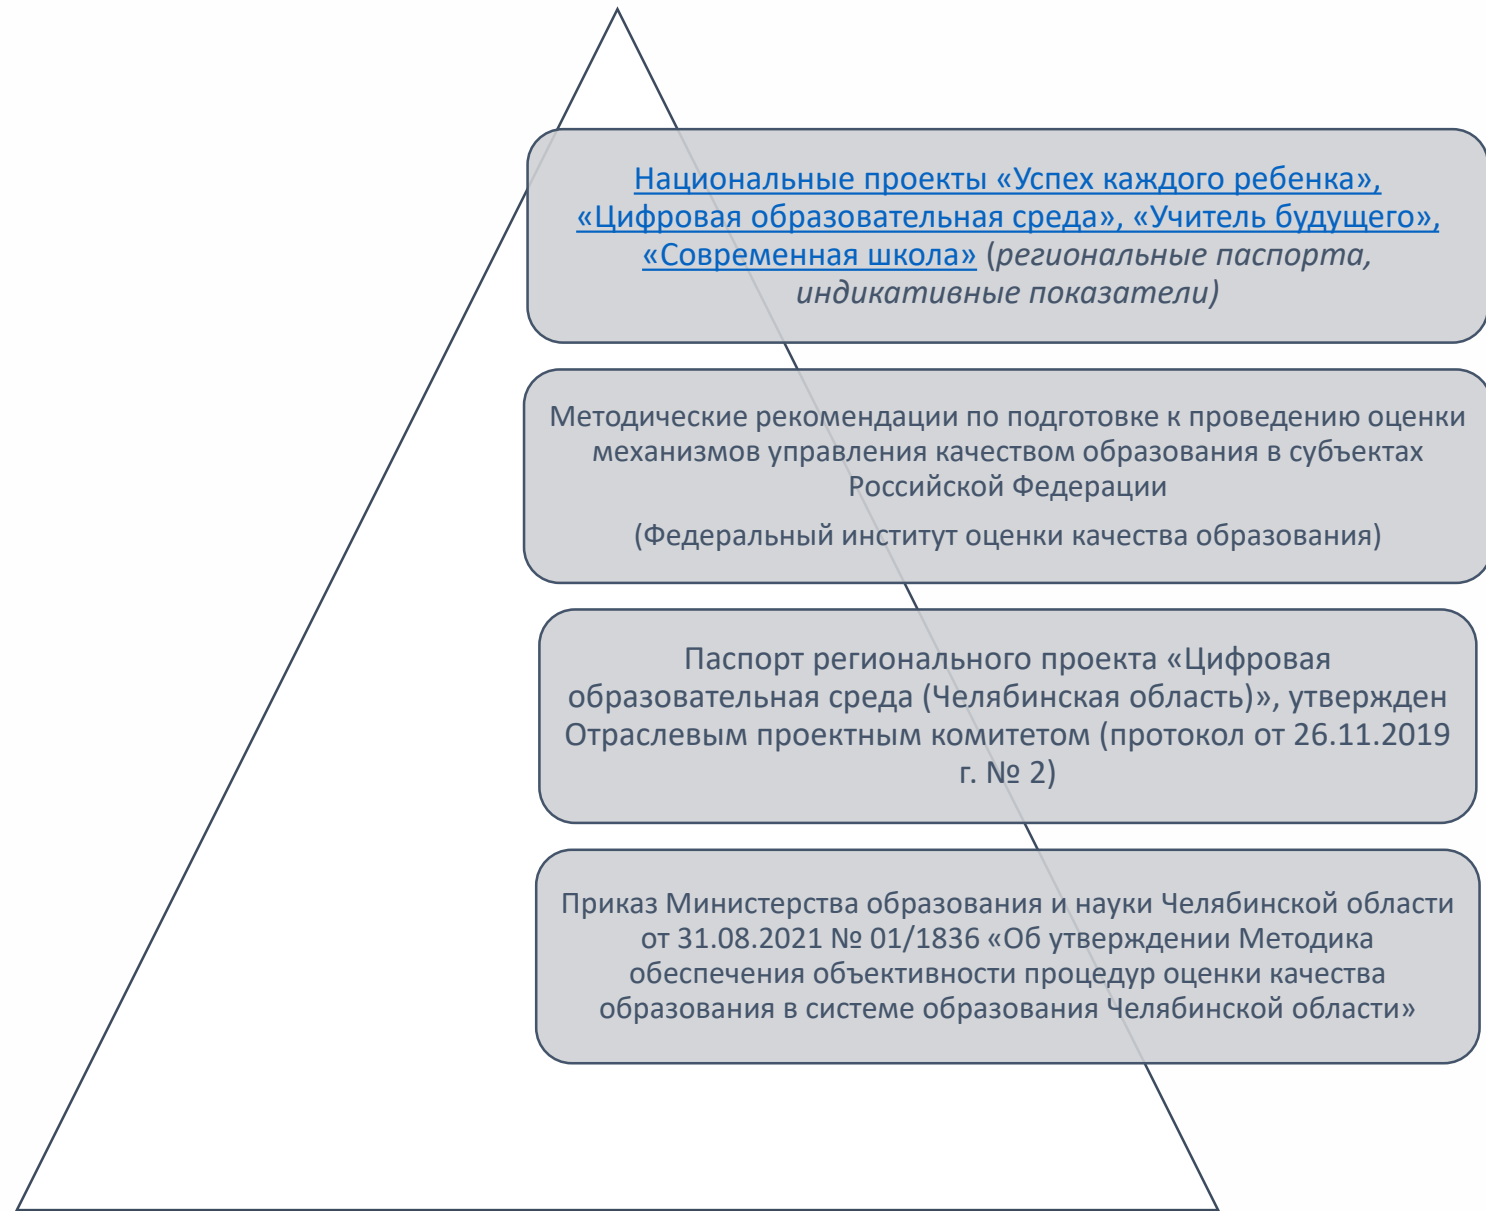 Национальные проекты «Успех каждого ребенка»,
«Цифровая образовательная среда», «Учитель будущего»,
«Современная школа» (региональные паспорта,
индикативные показатели)
Методические рекомендации по подготовке к проведению оценки
механизмов управления качеством образования в субъектах
Российской Федерации
(Федеральный институт оценки качества образования)
Паспорт регионального проекта «Цифровая
образовательная среда (Челябинская область)», утвержден
Отраслевым проектным комитетом (протокол от 26.11.2019
г. № 2)
Приказ Министерства образования и науки Челябинской области
от 31.08.2021 № 01/1836 «Об утверждении Методика
обеспечения объективности процедур оценки качества
образования в системе образования Челябинской области»